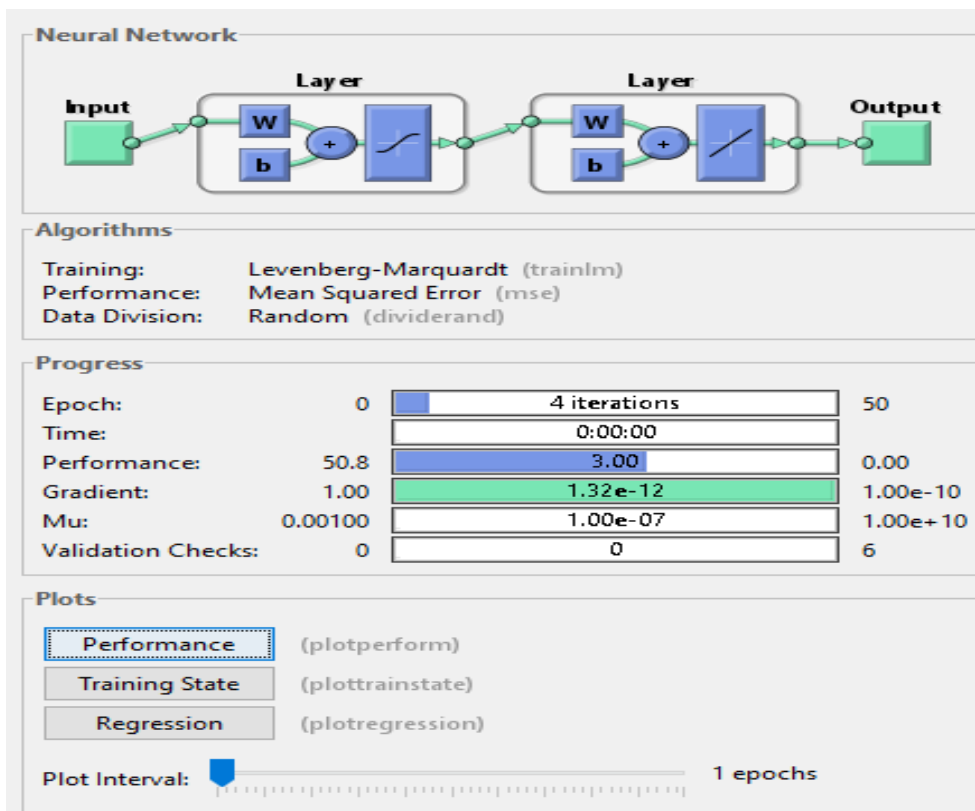 Neural Network
Layer Layer
Input Output
W W
+ +
b b
Algorithms
Training: Levenberg-Marquardt (trainlm)
Performance: Mean Squared Error (mse)
Data Division: Random (dividerand)
Progress
Epoch: 0 4 iterations 50
Time: 0:00:00
Performance: 50.8 3.00 0.00
Gradient: 1.00 1.32e-12 1.00e-10
Mu: 0.00100 1.00e-07 1.00e+10
Validation Checks: 0 0 6
Plots
Performance (plotperform)
Training State (plottrainstate)
Regression (plotregression)
Plot Interval: 1 epochs